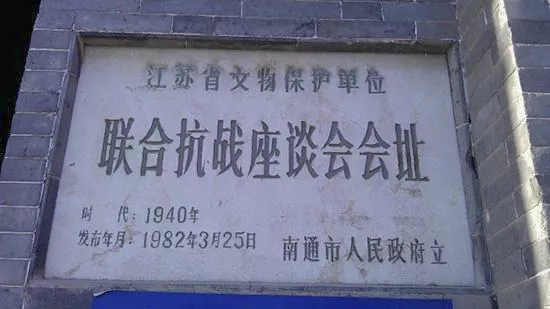 江苏省文物保护单位
联合抗战座谈会会址
时 代：1940年
发布年月：1982年3月25日
南通市人民政府立